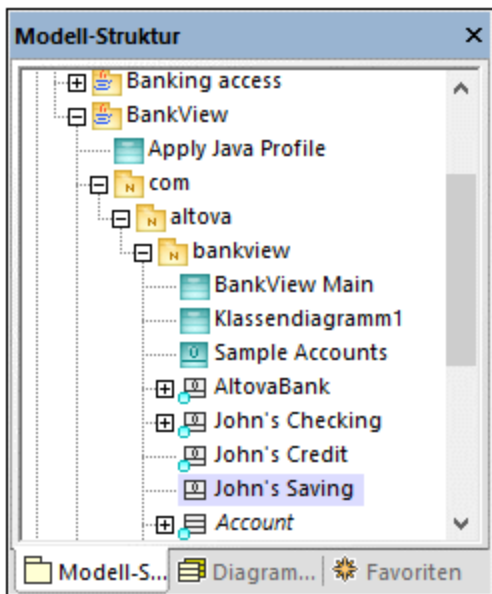 Modell-Struktur
Banking access
BankView
Apply Java Profile
com
altova
bankview
BankView Main
Klassendiagramm1
Sample Accounts
AltovaBank
John's Checking
John's Credit
John's Saving
Account
Modell-S... Diagram... Favoriten